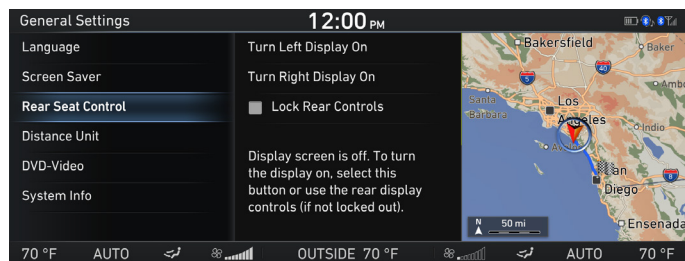 General Settings
12:00 PM
Language
Screen Saver
Rear Seat Control
Distance Unit
DVD-Video
System Info
Turn Left Display On
Turn Right Display On
Lock Rear Controls
Display screen is off. To turn
the display on, select this
button or use the rear display
controls (if not locked out).
Bakersfield
Baker
5
40
Santa
Barbara
Los
Angeles
Indio
San
Diego
8
Ensenada
N
50 mi
70 °F
AUTO
OUTSIDE 70 °F
AUTO
70 °F